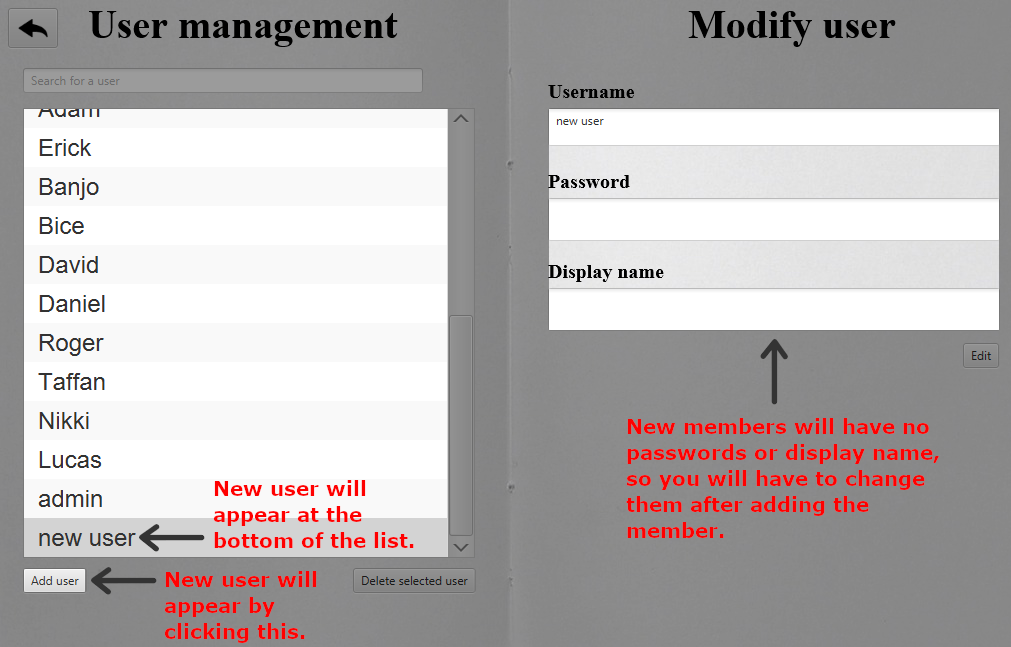 User management
Search for a user
Adam
Erick
Banjo
Bice
David
Daniel
Roger
Taffan
Nikki
Lucas
admin
new user
New user will
appear at the
bottom of the list.
Add user
Delete selected user
New user will
appear by
clicking this.
Modify user
Username
new user
Password
Display name
Edit
New members will have no
passwords or display name,
so you will have to change
them after adding the
member.